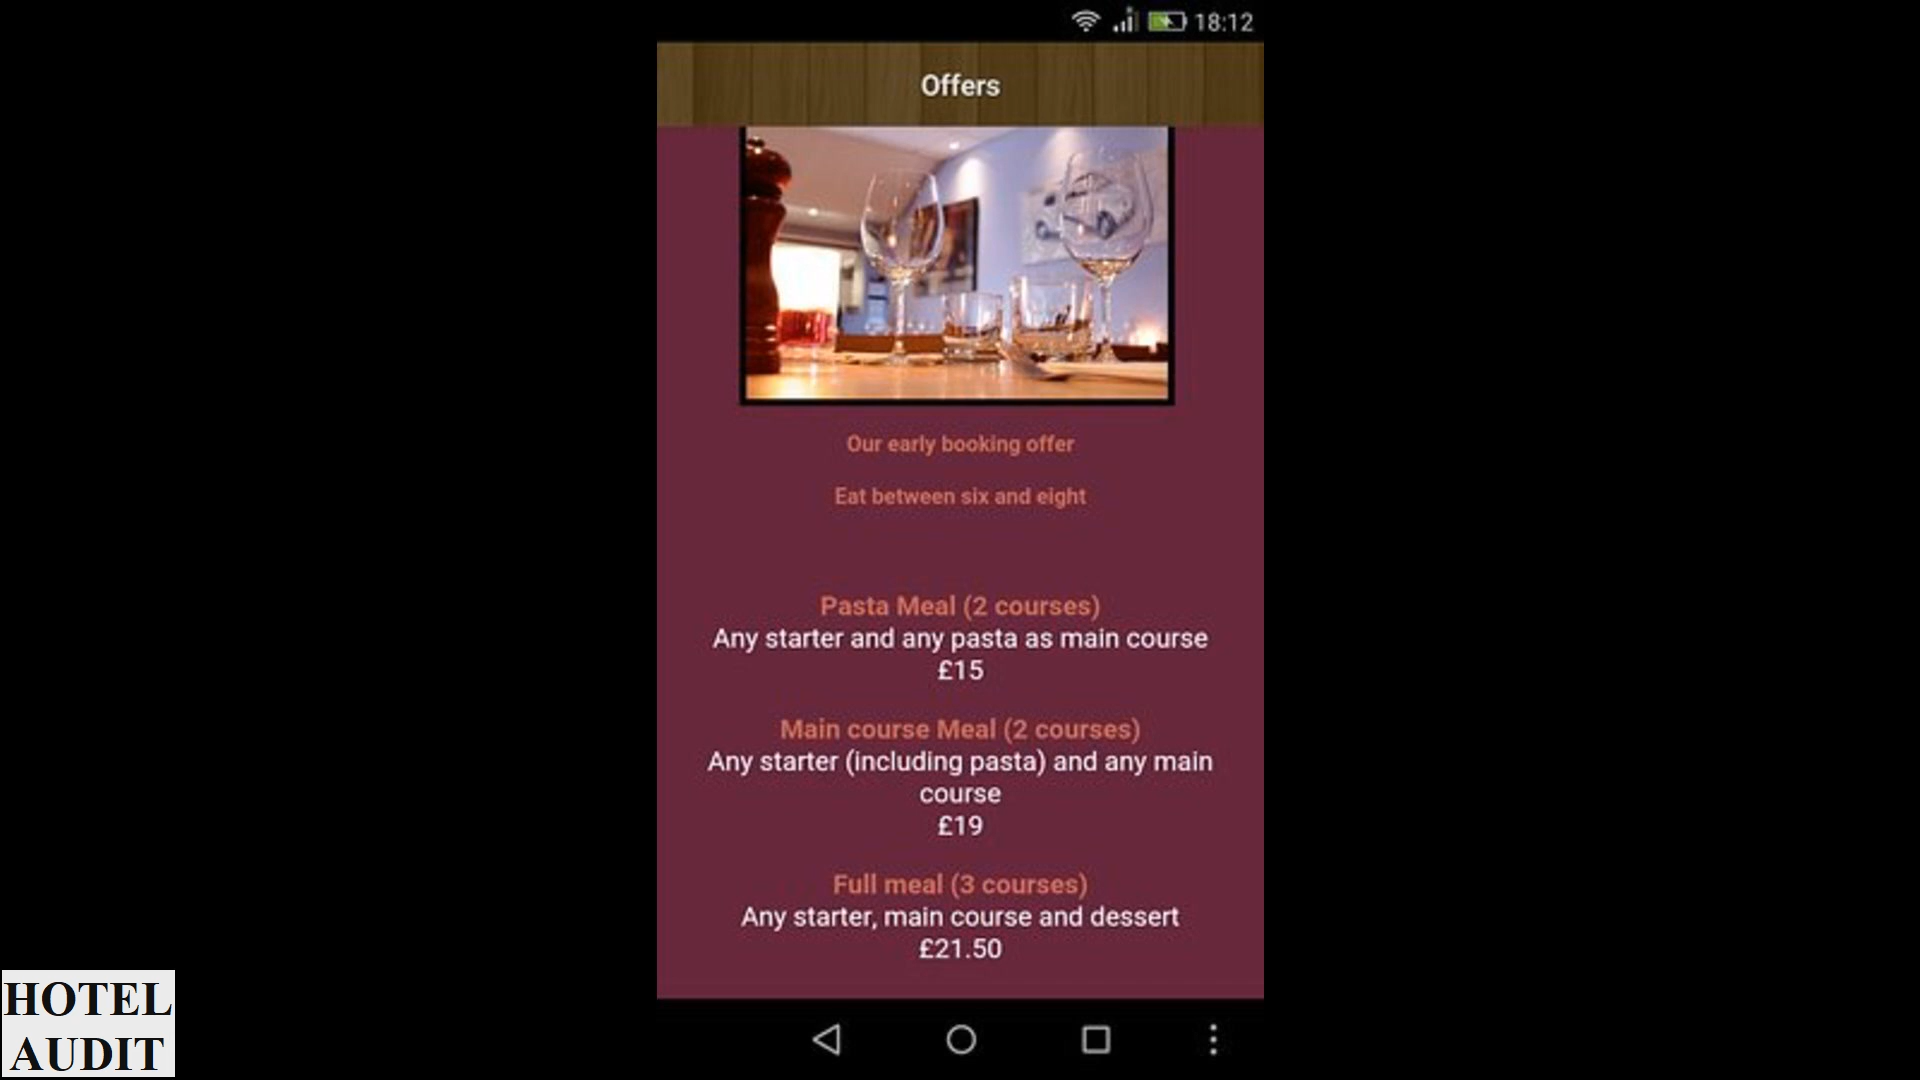 18:12
Offers
Our early booking offer
Eat between six and eight
Pasta Meal (2 courses)
Any starter and any pasta as main course
£15
Main course Meal (2 courses)
Any starter (including pasta) and any main
course
£19
Full meal (3 courses)
Any starter, main course and dessert
£21.50
HOTEL
AUDIT